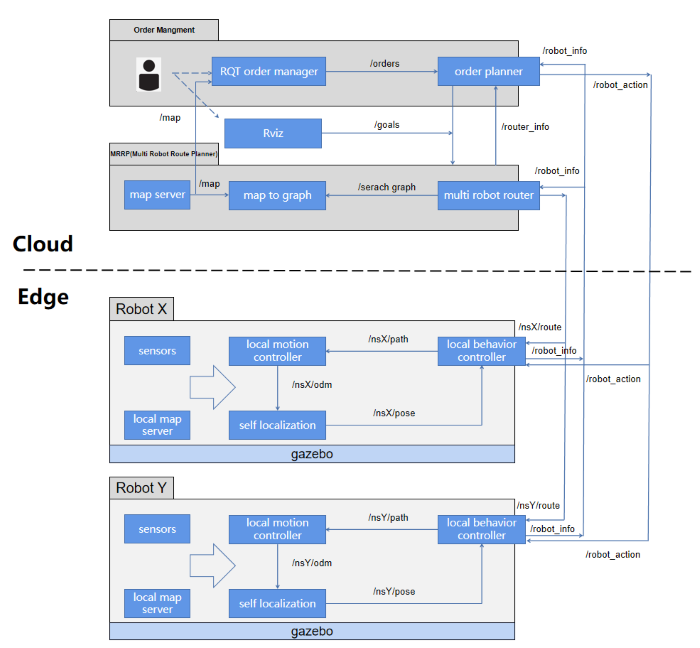 Order Mangment
/robot_info
RQT order manager
/orders
order planner
/robot_action
/map
Rviz
/goals
/router_info
MRRP(Multi Robot Route Planner)
/robot_info
map server
/map
map to graph
/serach graph
multi robot router
Cloud
Edge
Robot X
/nsX/route
sensors
local motion
controller
/nsX/path
local behavior
controller
/robot_info
/nsX/odm
/robot_action
local map
server
self localization
/nsX/pose
gazebo
Robot Y
/nsY/route
sensors
local motion
controller
/nsY/path
local behavior
controller
/robot_info
/nsY/odm
/robot_action
local map
server
self localization
/nsY/pose
gazebo